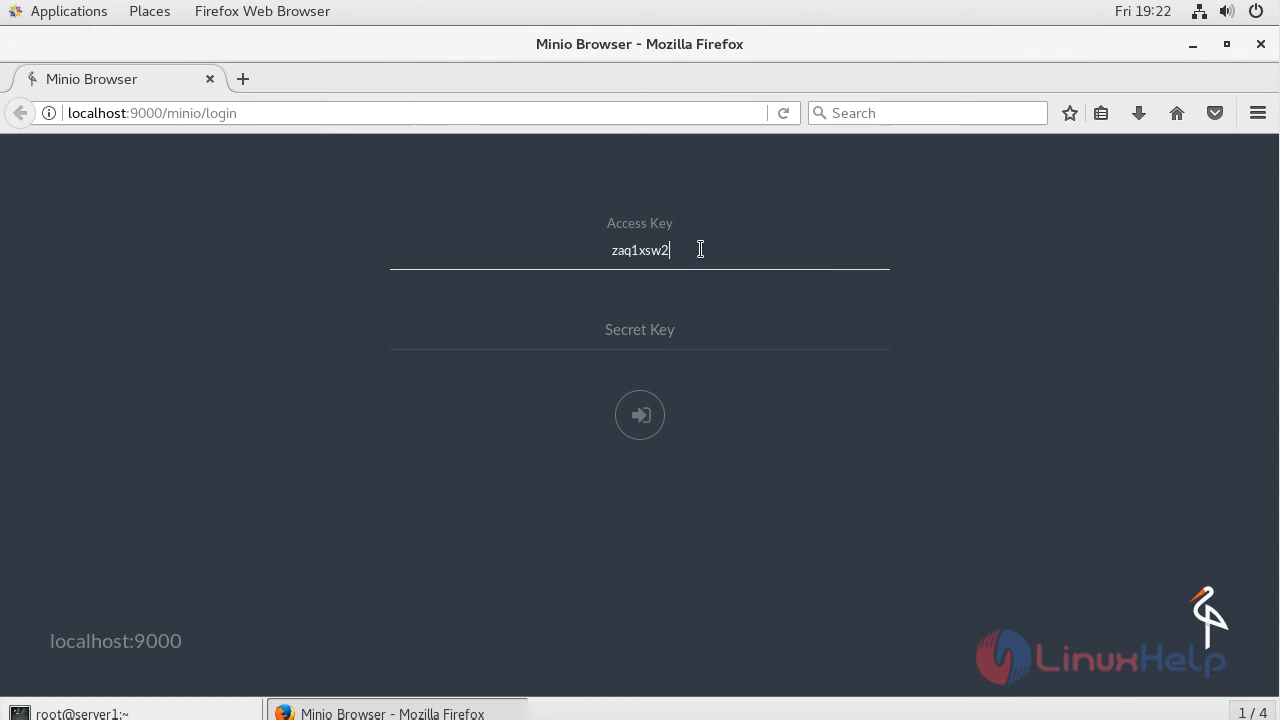 Applications Places Firefox Web Browser Fri 19:22
Minio Browser - Mozilla Firefox
Minio Browser
localhost:9000/minio/login Search
Access Key
zaq1xsw2
Secret Key
localhost:9000
LinuxHelp
root@server1:~ Minio Browser - Mozilla Firefox 1 / 4